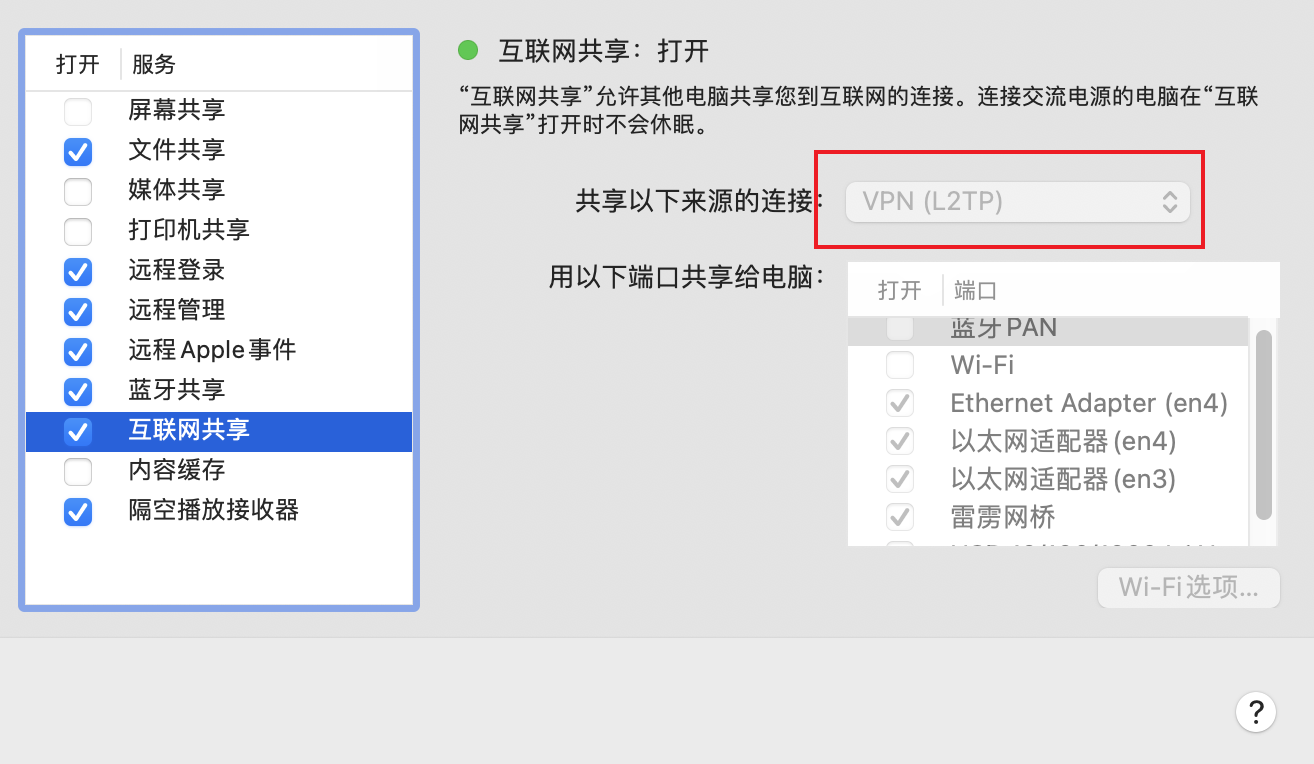 打开 服务
屏幕共享
文件共享
媒体共享
打印机共享
远程登录
远程管理
远程Apple事件
蓝牙共享
互联网共享
内容缓存
隔空播放接收器
互联网共享：打开
“互联网共享”允许其他电脑共享您到互联网的连接。连接交流电源的电脑在“互联
网共享”打开时不会休眠。
共享以下来源的连接： VPN (L2TP)
用以下端口共享给电脑：
打开 端口
蓝牙 PAN
Wi-Fi
Ethernet Adapter (en4)
以太网适配器 (en4)
以太网适配器 (en3)
雷雳网桥
Wi-Fi选项...
?